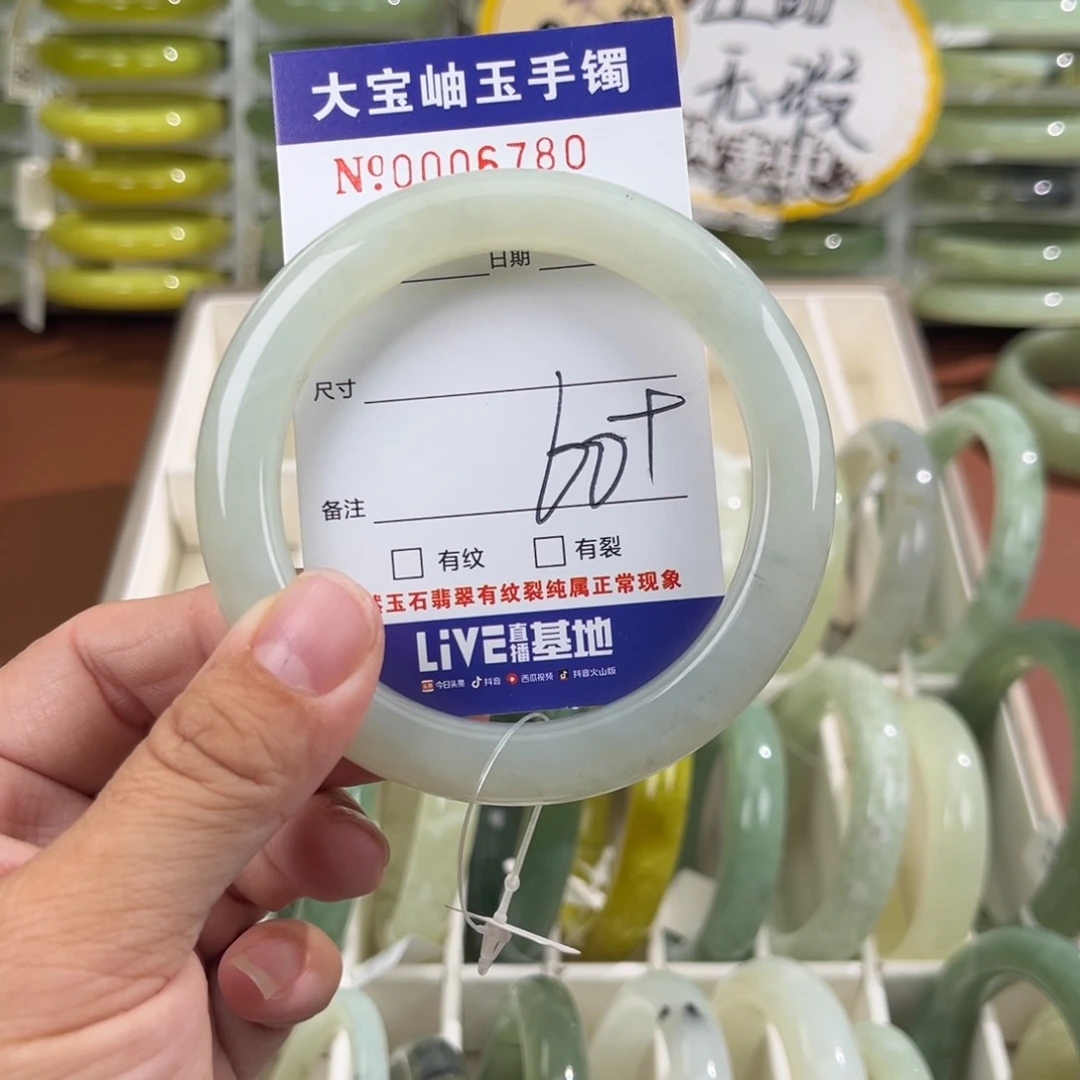 大宝岫玉手镯
Nº0006780
日期
尺寸
60+
备注
有纹 有裂
玉石翡翠有纹裂纯属正常现象
LiVE直播基地
今日头条 抖音 西瓜视频 抖音火山版
无瑕